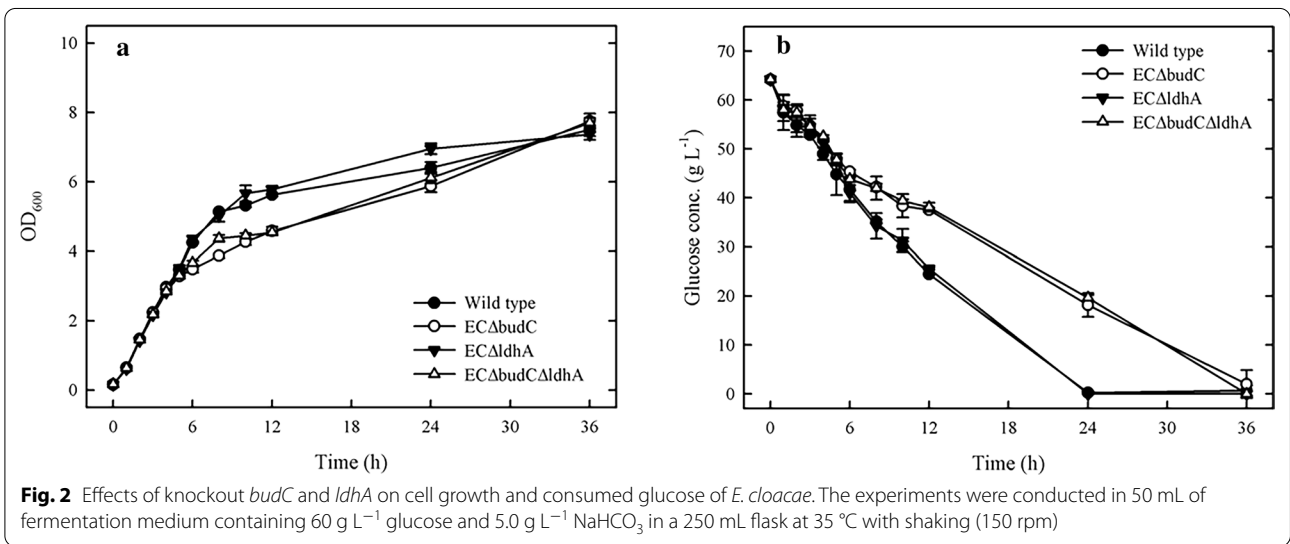 a
10
8
6
4
2
0
OD600
0 6 12 18 24 30 36
Time (h)
Wild type
ECΔbudC
ECΔldhA
ECΔbudCΔldhA
b
70
60
50
40
30
20
10
0
Glucose conc. (g L-1)
0 6 12 18 24 30 36
Time (h)
Wild type
ECΔbudC
ECΔldhA
ECΔbudCΔldhA
Fig. 2 Effects of knockout budC and ldhA on cell growth and consumed glucose of E. cloacae. The experiments were conducted in 50 mL of
fermentation medium containing 60 g L−1 glucose and 5.0 g L−1 NaHCO3 in a 250 mL flask at 35 °C with shaking (150 rpm)